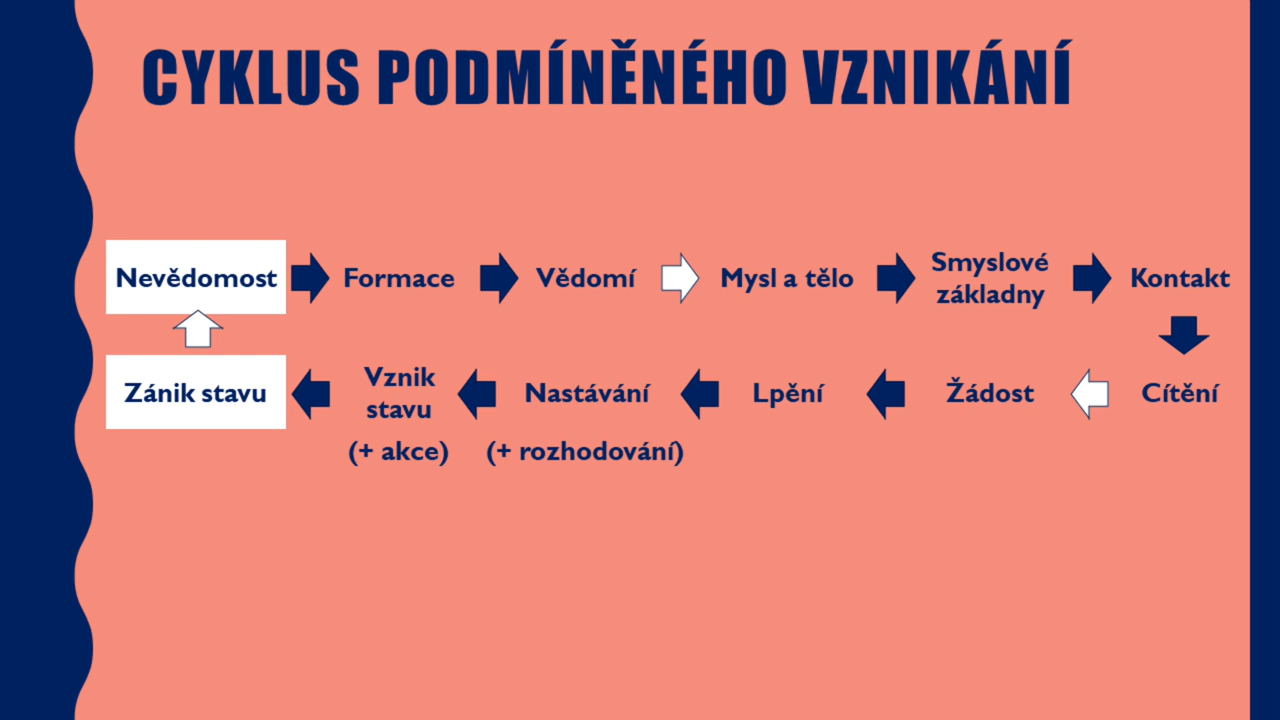 CYKLUS PODMÍNĚNÉHO VZNIKÁNÍ
Nevědomost
Formace
Vědomí
Mysl a tělo
Smyslové
základny
Kontakt
Zánik stavu
Vznik
stavu
(+ akce)
Nastávání
(+ rozhodování)
Lpění
Žádost
Cítění